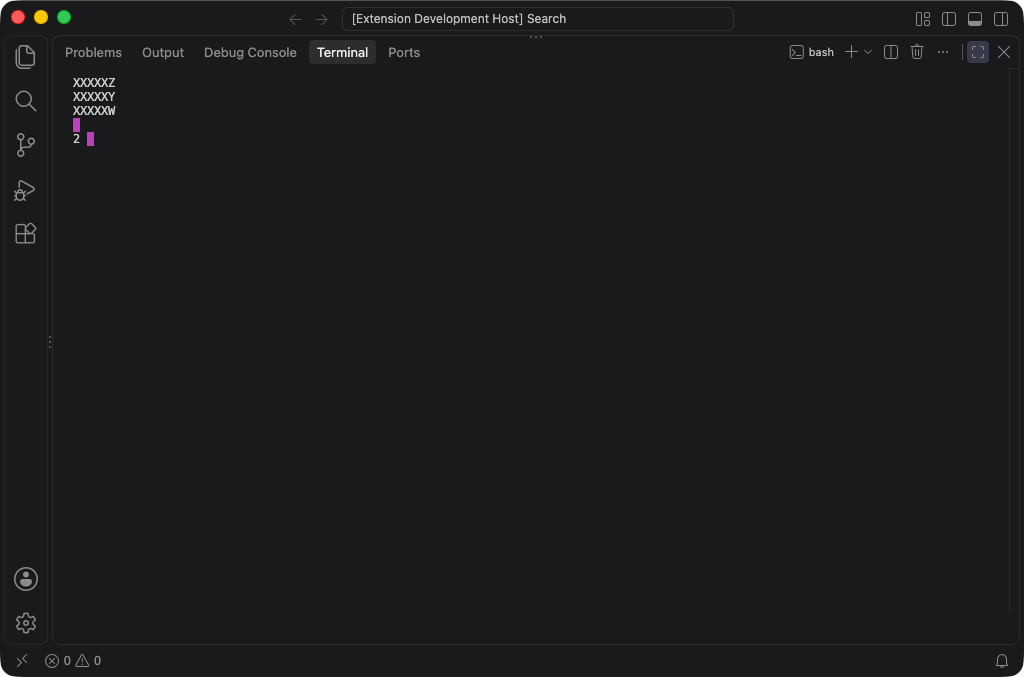 [Extension Development Host] Search
Problems Output Debug Console Terminal Ports bash
XXXXXZ
XXXXXY
XXXXXW
2
0 0